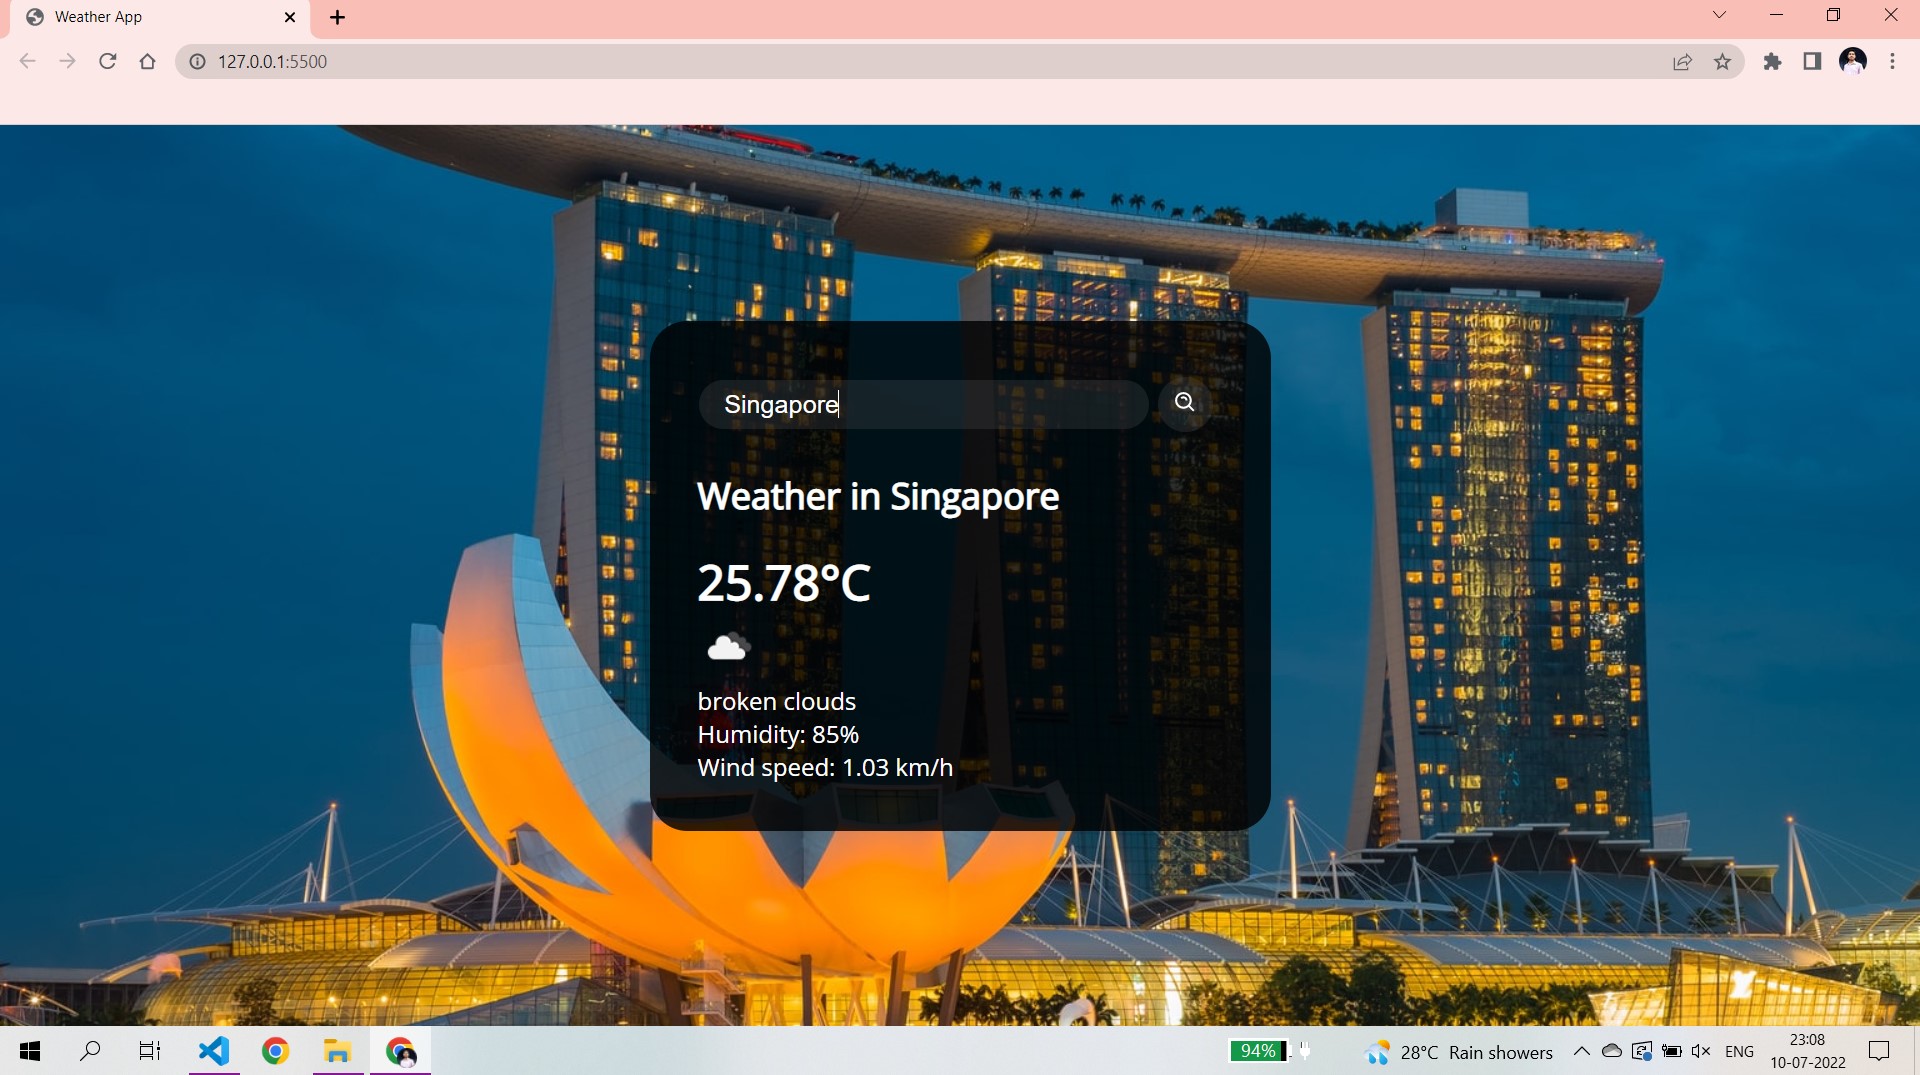 Weather App
127.0.0.1:5500
Singapore
Weather in Singapore
25.78°C
broken clouds
Humidity: 85%
Wind speed: 1.03 km/h
94%
28°C Rain showers
ENG
23:08
10-07-2022